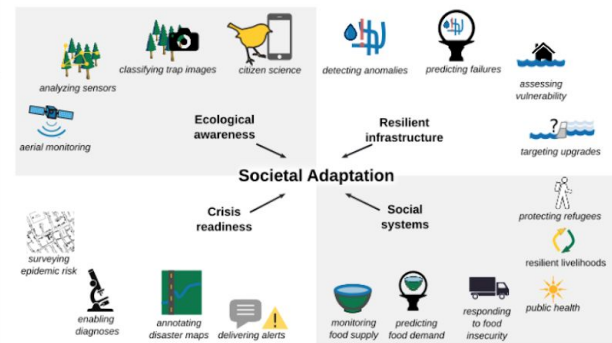 analyzing sensors
classifying trap images
citizen science
aerial monitoring
Ecological
awareness
detecting anomalies
predicting failures
assessing
vulnerability
Resilient
infrastructure
?
targeting upgrades
Societal Adaptation
Crisis
readiness
surveying
epidemic risk
enabling
diagnoses
annotating
disaster maps
delivering alerts
!
Social
systems
protecting refugees
resilient livelihoods
public health
monitoring
food supply
predicting
food demand
responding
to food
insecurity